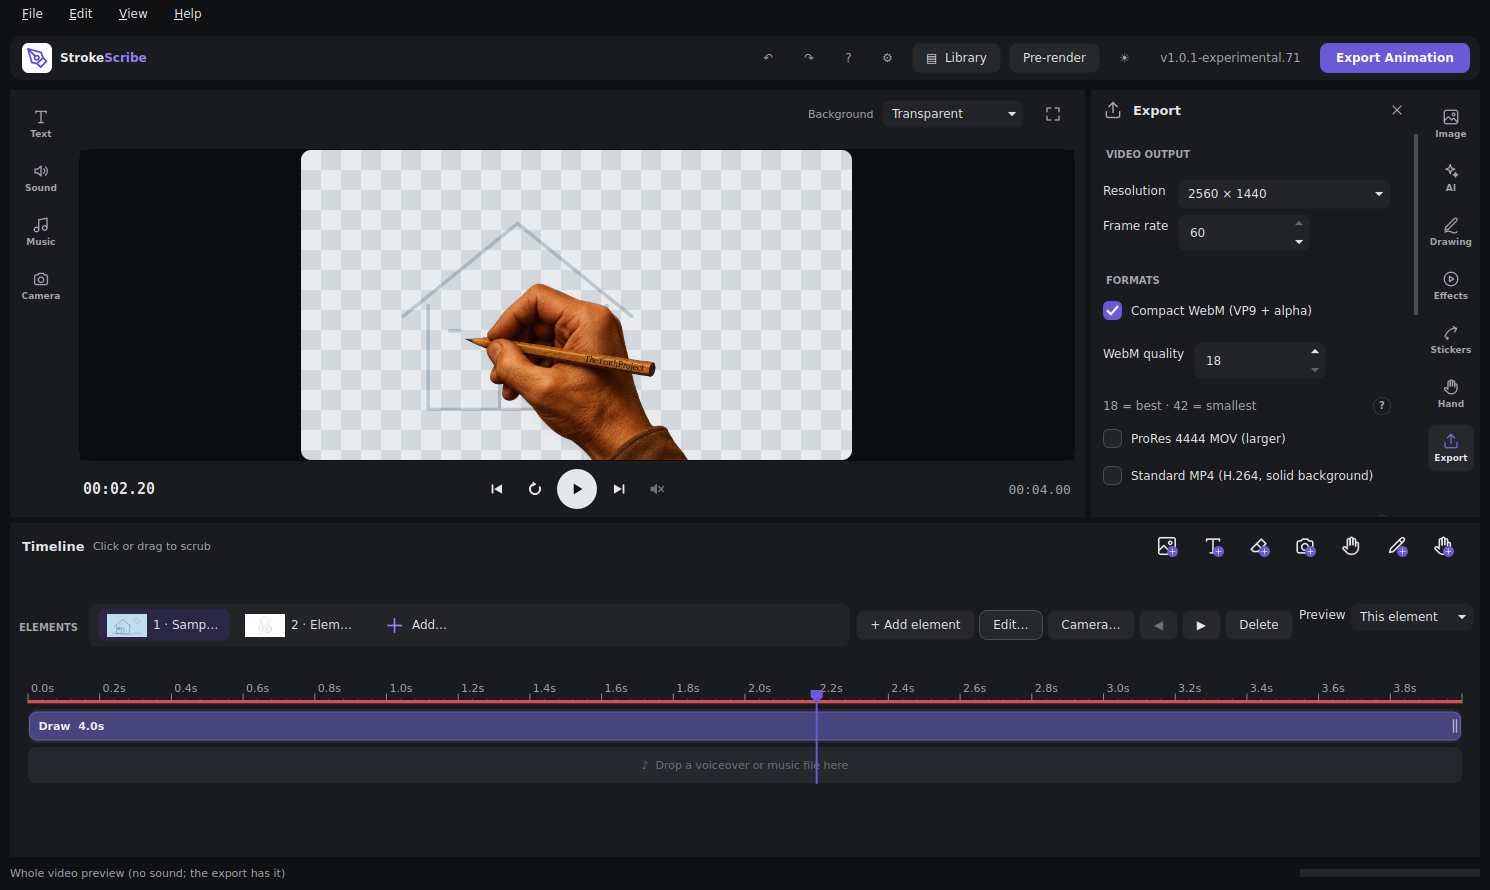 File Edit View Help
StrokeScribe
? Library Pre-render v1.0.1-experimental.71 Export Animation
Text
Sound
Music
Camera
Background Transparent
TheTruthProject
00:02.20
00:04.00
Export
VIDEO OUTPUT
Resolution 2560 × 1440
Frame rate 60
FORMATS
Compact WebM (VP9 + alpha)
WebM quality 18
18 = best · 42 = smallest ?
ProRes 4444 MOV (larger)
Standard MP4 (H.264, solid background)
Image
AI
Drawing
Effects
Stickers
Hand
Export
Timeline Click or drag to scrub
ELEMENTS 1 · Samp... 2 · Elem... Add... + Add element Edit... Camera... Delete Preview This element
0.0s 0.2s 0.4s 0.6s 0.8s 1.0s 1.2s 1.4s 1.6s 1.8s 2.0s 2.2s 2.4s 2.6s 2.8s 3.0s 3.2s 3.4s 3.6s 3.8s
Draw 4.0s
♪ Drop a voiceover or music file here
Whole video preview (no sound; the export has it)